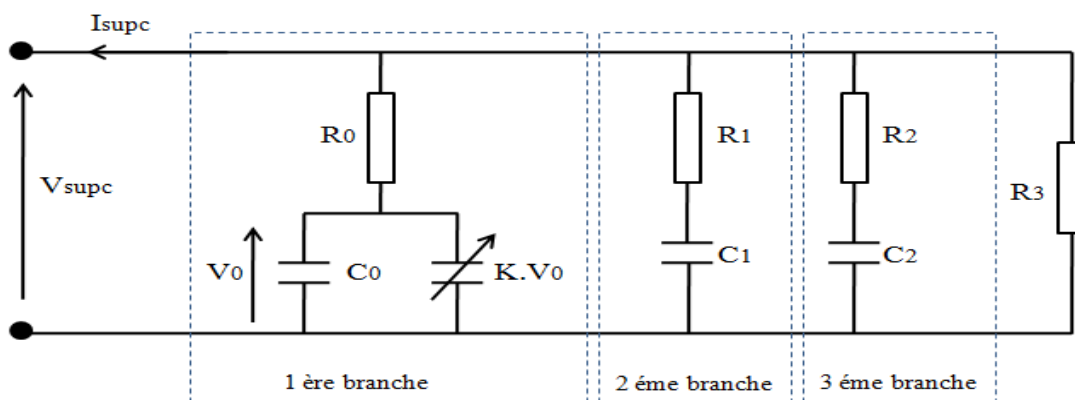 Isupc
R0
R1
R2
R3
Vsupc
V0
C0
K.V0
C1
C2
1 ère branche
2 éme branche
3 éme branche